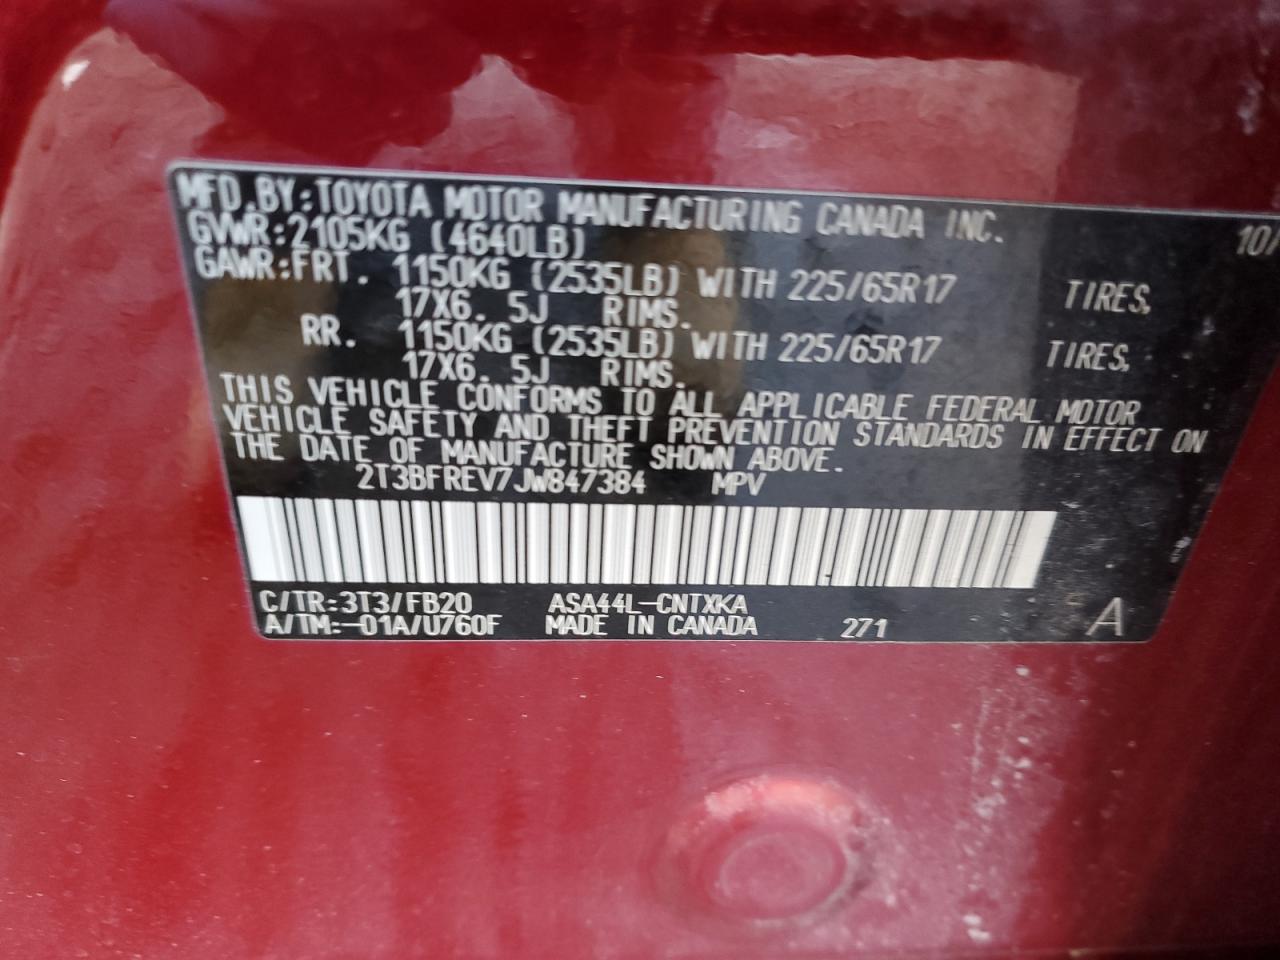 MFD.BY:TOYOTA MOTOR MANUFACTURING CANADA INC. 10/
GVWR:2105KG (4640LB)
GAWR:FRT. 1150KG (2535LB) WITH 225/65R17 TIRES,
17X6. 5J RIMS.
RR. 1150KG (2535LB) WITH 225/65R17 TIRES,
17X6. 5J RIMS.
THIS VEHICLE CONFORMS TO ALL APPLICABLE FEDERAL MOTOR
VEHICLE SAFETY AND THEFT PREVENTION STANDARDS IN EFFECT ON
THE DATE OF MANUFACTURE SHOWN ABOVE.
2T3BFREV7JW847384 MPV
C/TR:3T3/FB20 ASA44L-CNTXKA
A/TM:-01A/U760F MADE IN CANADA 271 A